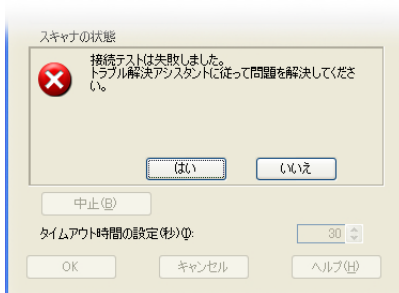 スキャナの状態
接続テストは失敗しました。
トラブル解決アシスタントに従って問題を解決してくださ
い。
はい
いいえ
中止(B)
タイムアウト時間の設定(秒)(I):
30
OK
キャンセル
ヘルプ(H)